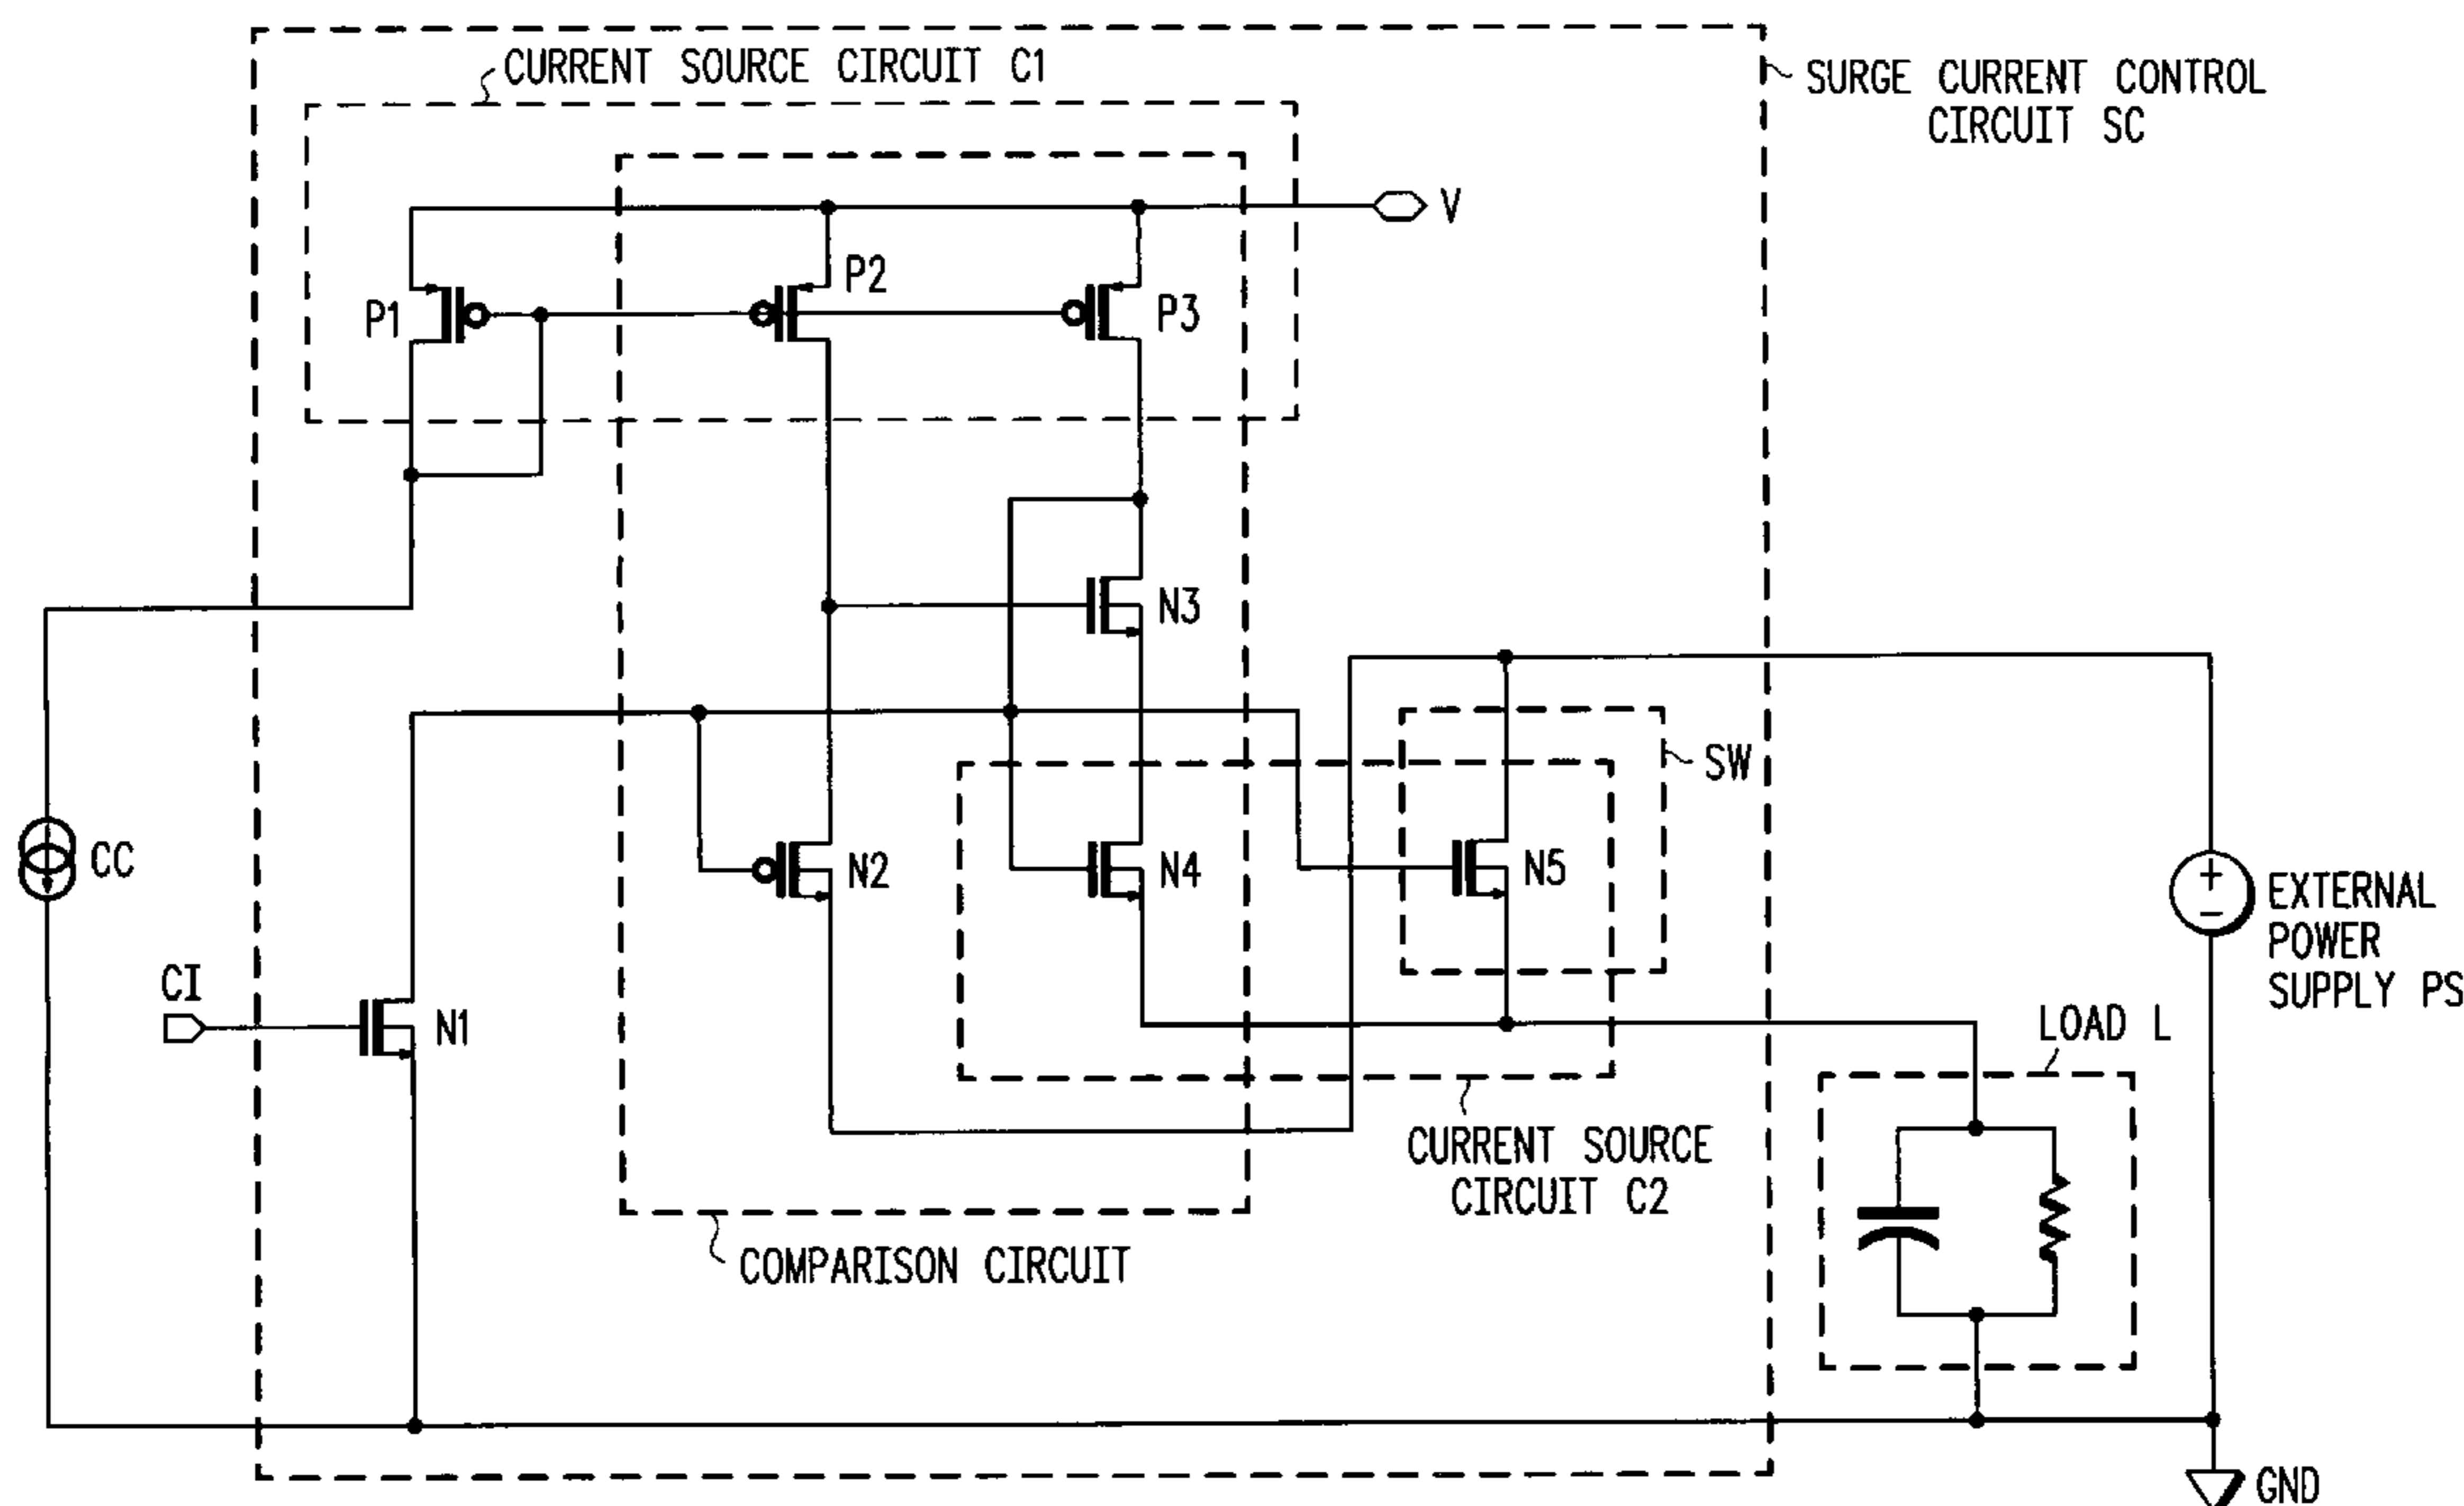 CURRENT SOURCE CIRCUIT C1
SURGE CURRENT CONTROL
CIRCUIT SC
V
P1
P2
P3
N3
SW
CC
N2
N4
N5
+
−
EXTERNAL
POWER
SUPPLY PS
CI
N1
LOAD L
CURRENT SOURCE
CIRCUIT C2
COMPARISON CIRCUIT
GND